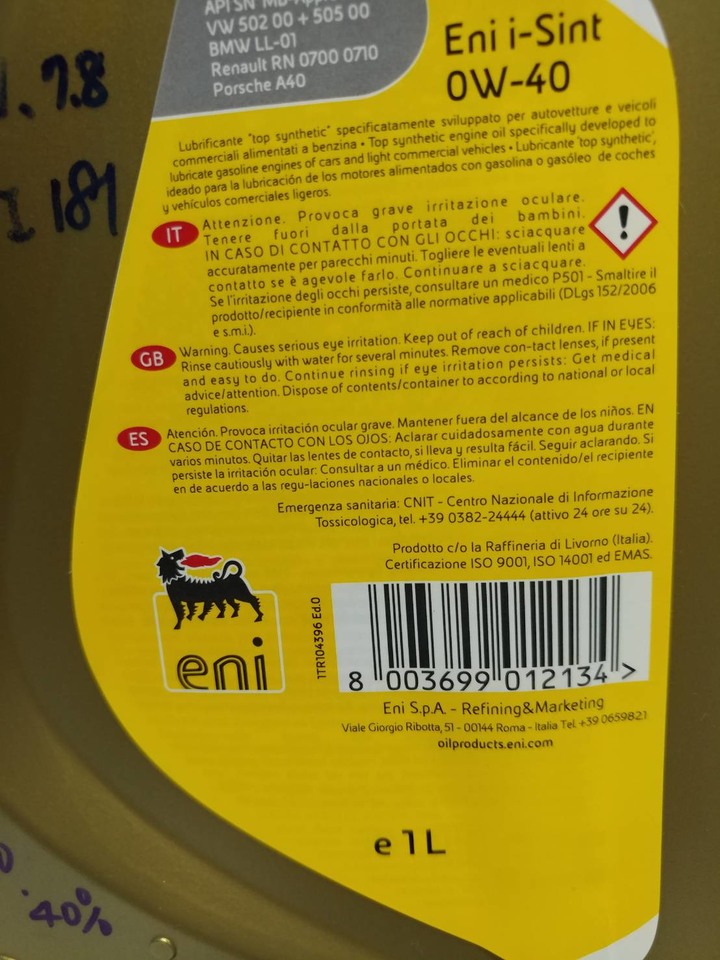 API SN
VW 502 00 + 505 00
BMW LL-01
Renault RN 0700 0710
Porsche A40
Eni i-Sint
0W-40
Lubrificante "top synthetic" specificatamente sviluppato per autovetture e veicoli
commerciali alimentati a benzina • Top synthetic engine oil specifically developed to
lubricate gasoline engines of cars and light commercial vehicles • Lubricante 'top synthetic',
ideado para la lubricación de los motores alimentados con gasolina o gasóleo de coches
y vehículos comerciales ligeros.
IT
Attenzione. Provoca grave irritazione oculare.
Tenere fuori dalla portata dei bambini.
IN CASO DI CONTATTO CON GLI OCCHI: sciacquare
accuratamente per parecchi minuti. Togliere le eventuali lenti a
contatto se è agevole farlo. Continuare a sciacquare.
Se l'irritazione degli occhi persiste, consultare un medico P501 - Smaltire il
prodotto/recipiente in conformità alle normative applicabili (DLgs 152/2006
e s.m.i.).
GB
Warning. Causes serious eye irritation. Keep out of reach of children. IF IN EYES:
Rinse cautiously with water for several minutes. Remove con-tact lenses, if present
and easy to do. Continue rinsing if eye irritation persists: Get medical
advice/attention. Dispose of contents/container to according to national or local
regulations.
ES
Atención. Provoca irritación ocular grave. Mantener fuera del alcance de los niños. EN
CASO DE CONTACTO CON LOS OJOS: Aclarar cuidadosamente con agua durante
varios minutos. Quitar las lentes de contacto, si lleva y resulta fácil. Seguir aclarando. Si
persiste la irritación ocular: Consultar a un médico. Eliminar el contenido/el recipiente
en de acuerdo a las regu-laciones nacionales o locales.
Emergenza sanitaria: CNIT - Centro Nazionale di Informazione
Tossicologica, tel. +39 0382-24444 (attivo 24 ore su 24).
Prodotto c/o la Raffineria di Livorno (Italia).
Certificazione ISO 9001, ISO 14001 ed EMAS.
eni
1TR104396 Ed.0
8 003699 012134 >
Eni S.p.A. - Refining&Marketing
Viale Giorgio Ribotta, 51 - 00144 Roma - Italia Tel. +39 0659821
oilproducts.eni.com
e 1L
7.8
181
40%